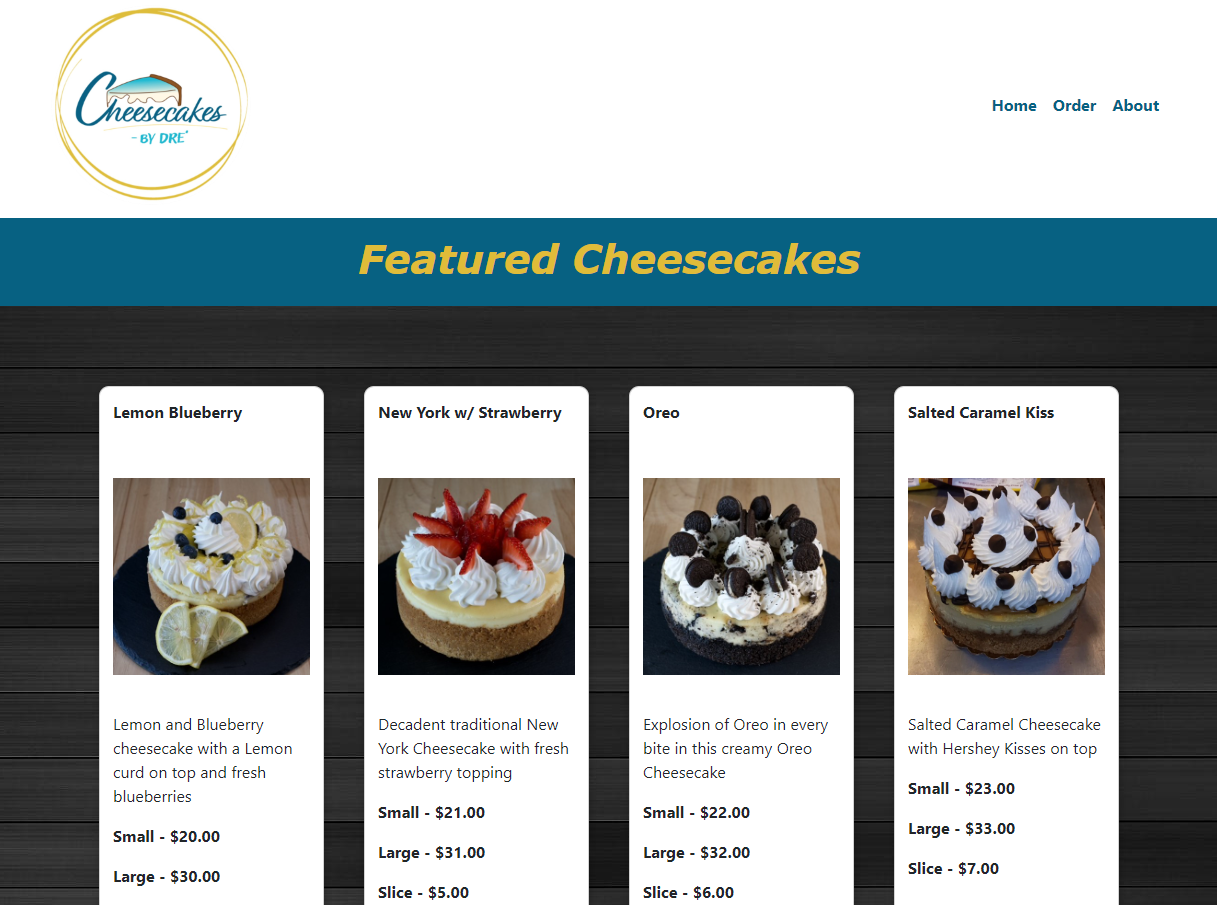 Cheesecakes
- BY DRE'
Home Order About
Featured Cheesecakes
Lemon Blueberry
Lemon and Blueberry
cheesecake with a Lemon
curd on top and fresh
blueberries
Small - $20.00
Large - $30.00
New York w/ Strawberry
Decadent traditional New
York Cheesecake with fresh
strawberry topping
Small - $21.00
Large - $31.00
Slice - $5.00
Oreo
Explosion of Oreo in every
bite in this creamy Oreo
Cheesecake
Small - $22.00
Large - $32.00
Slice - $6.00
Salted Caramel Kiss
Salted Caramel Cheesecake
with Hershey Kisses on top
Small - $23.00
Large - $33.00
Slice - $7.00